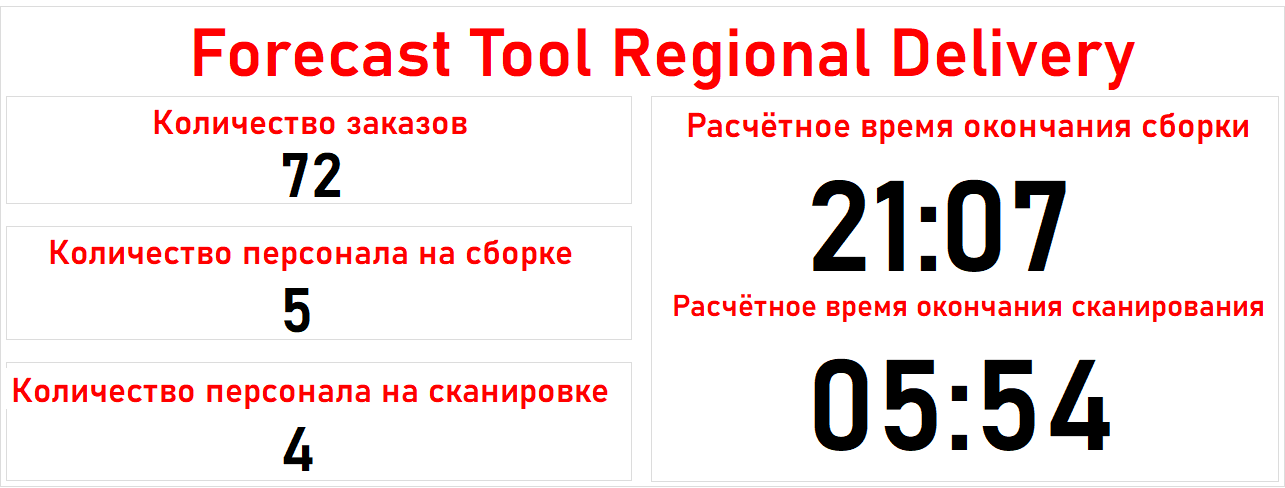 Forecast Tool Regional Delivery
Количество заказов
72
Количество персонала на сборке
5
Количество персонала на сканировке
4
Расчётное время окончания сборки
21:07
Расчётное время окончания сканирования
05:54